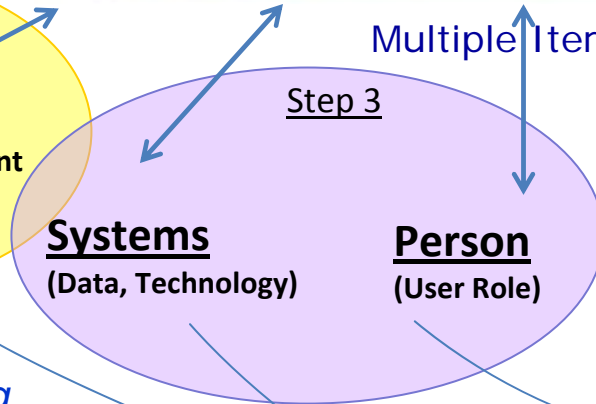 Multiple Iter
Step 3
nt
Systems
(Data, Technology)
Person
(User Role)